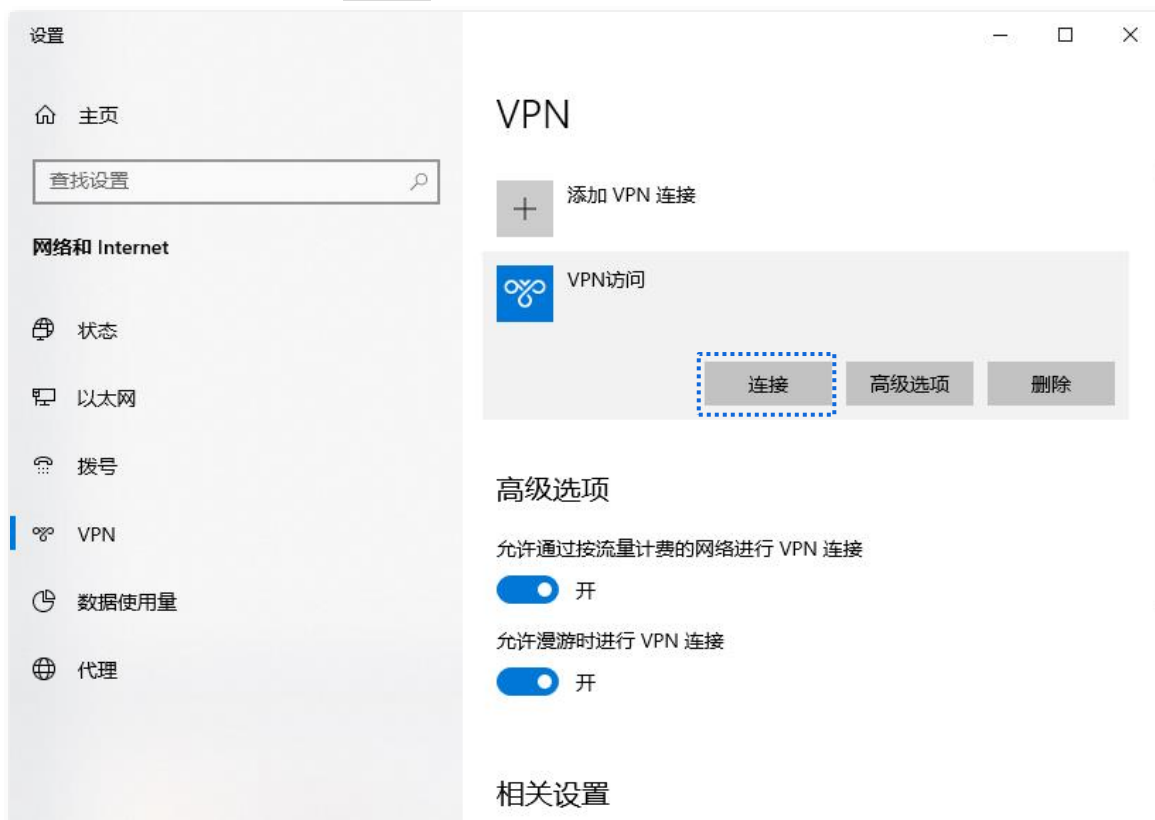 设置
主页
查找设置
网络和 Internet
状态
以太网
拨号
VPN
数据使用量
代理
VPN
添加 VPN 连接
VPN访问
连接
高级选项
删除
高级选项
允许通过按流量计费的网络进行 VPN 连接
开
允许漫游时进行 VPN 连接
开
相关设置